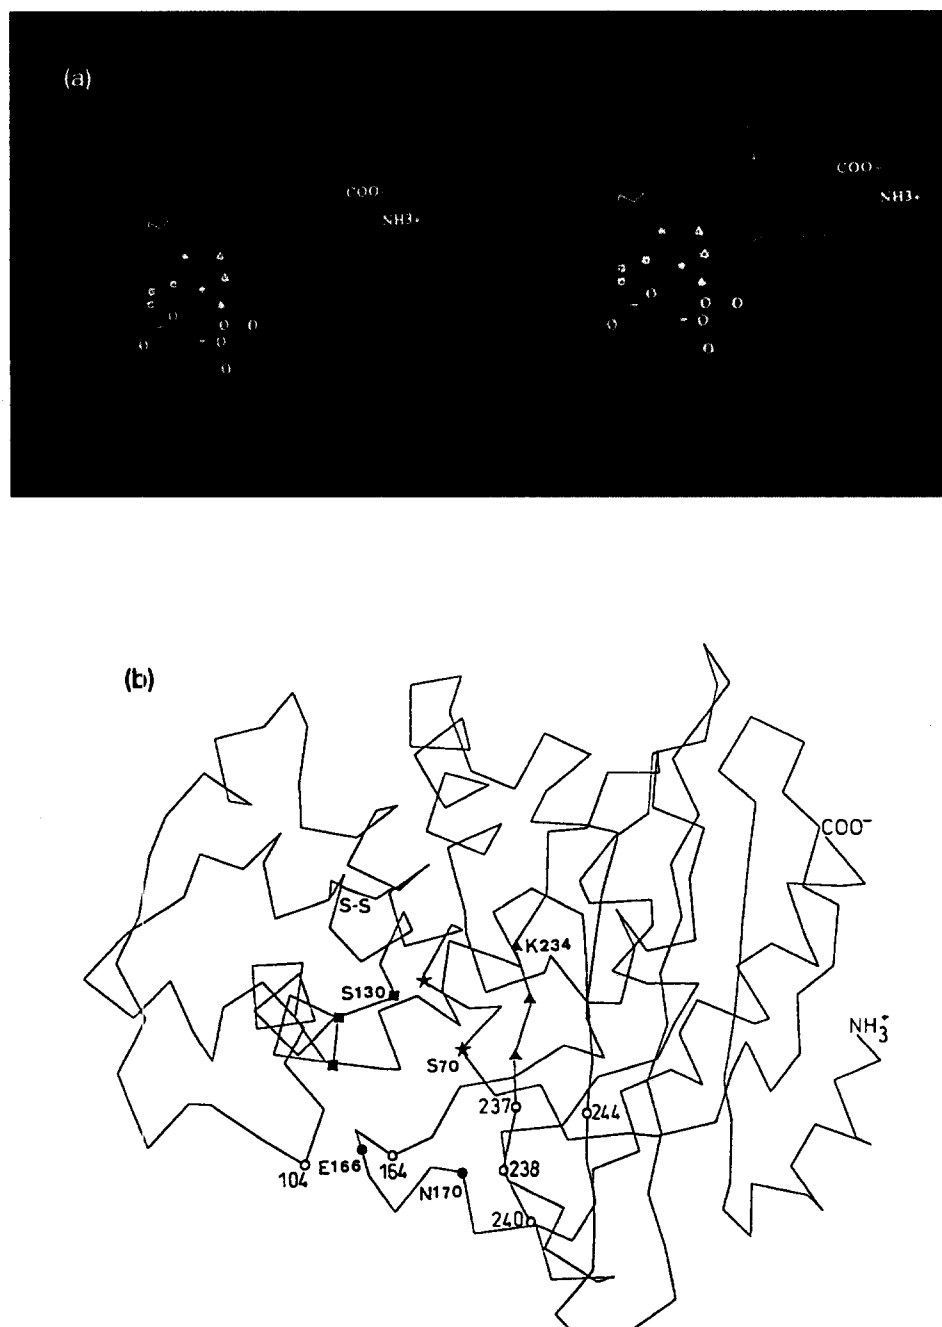 (a)
COO⁻
NH3+
COO⁻
NH3+
(b)
COO⁻
S-S
K234
S130
NH₃⁺
S70
237
244
E166
164
104
238
N170
240